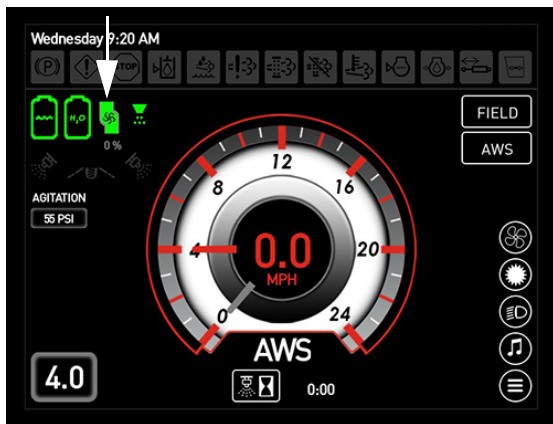 Wednesday 9:20 AM
(P)
STOP
H₂O
0 %
FIELD
AWS
AGITATION
55 PSI
0
4
8
12
16
20
24
0.0
MPH
AWS
4.0
0:00